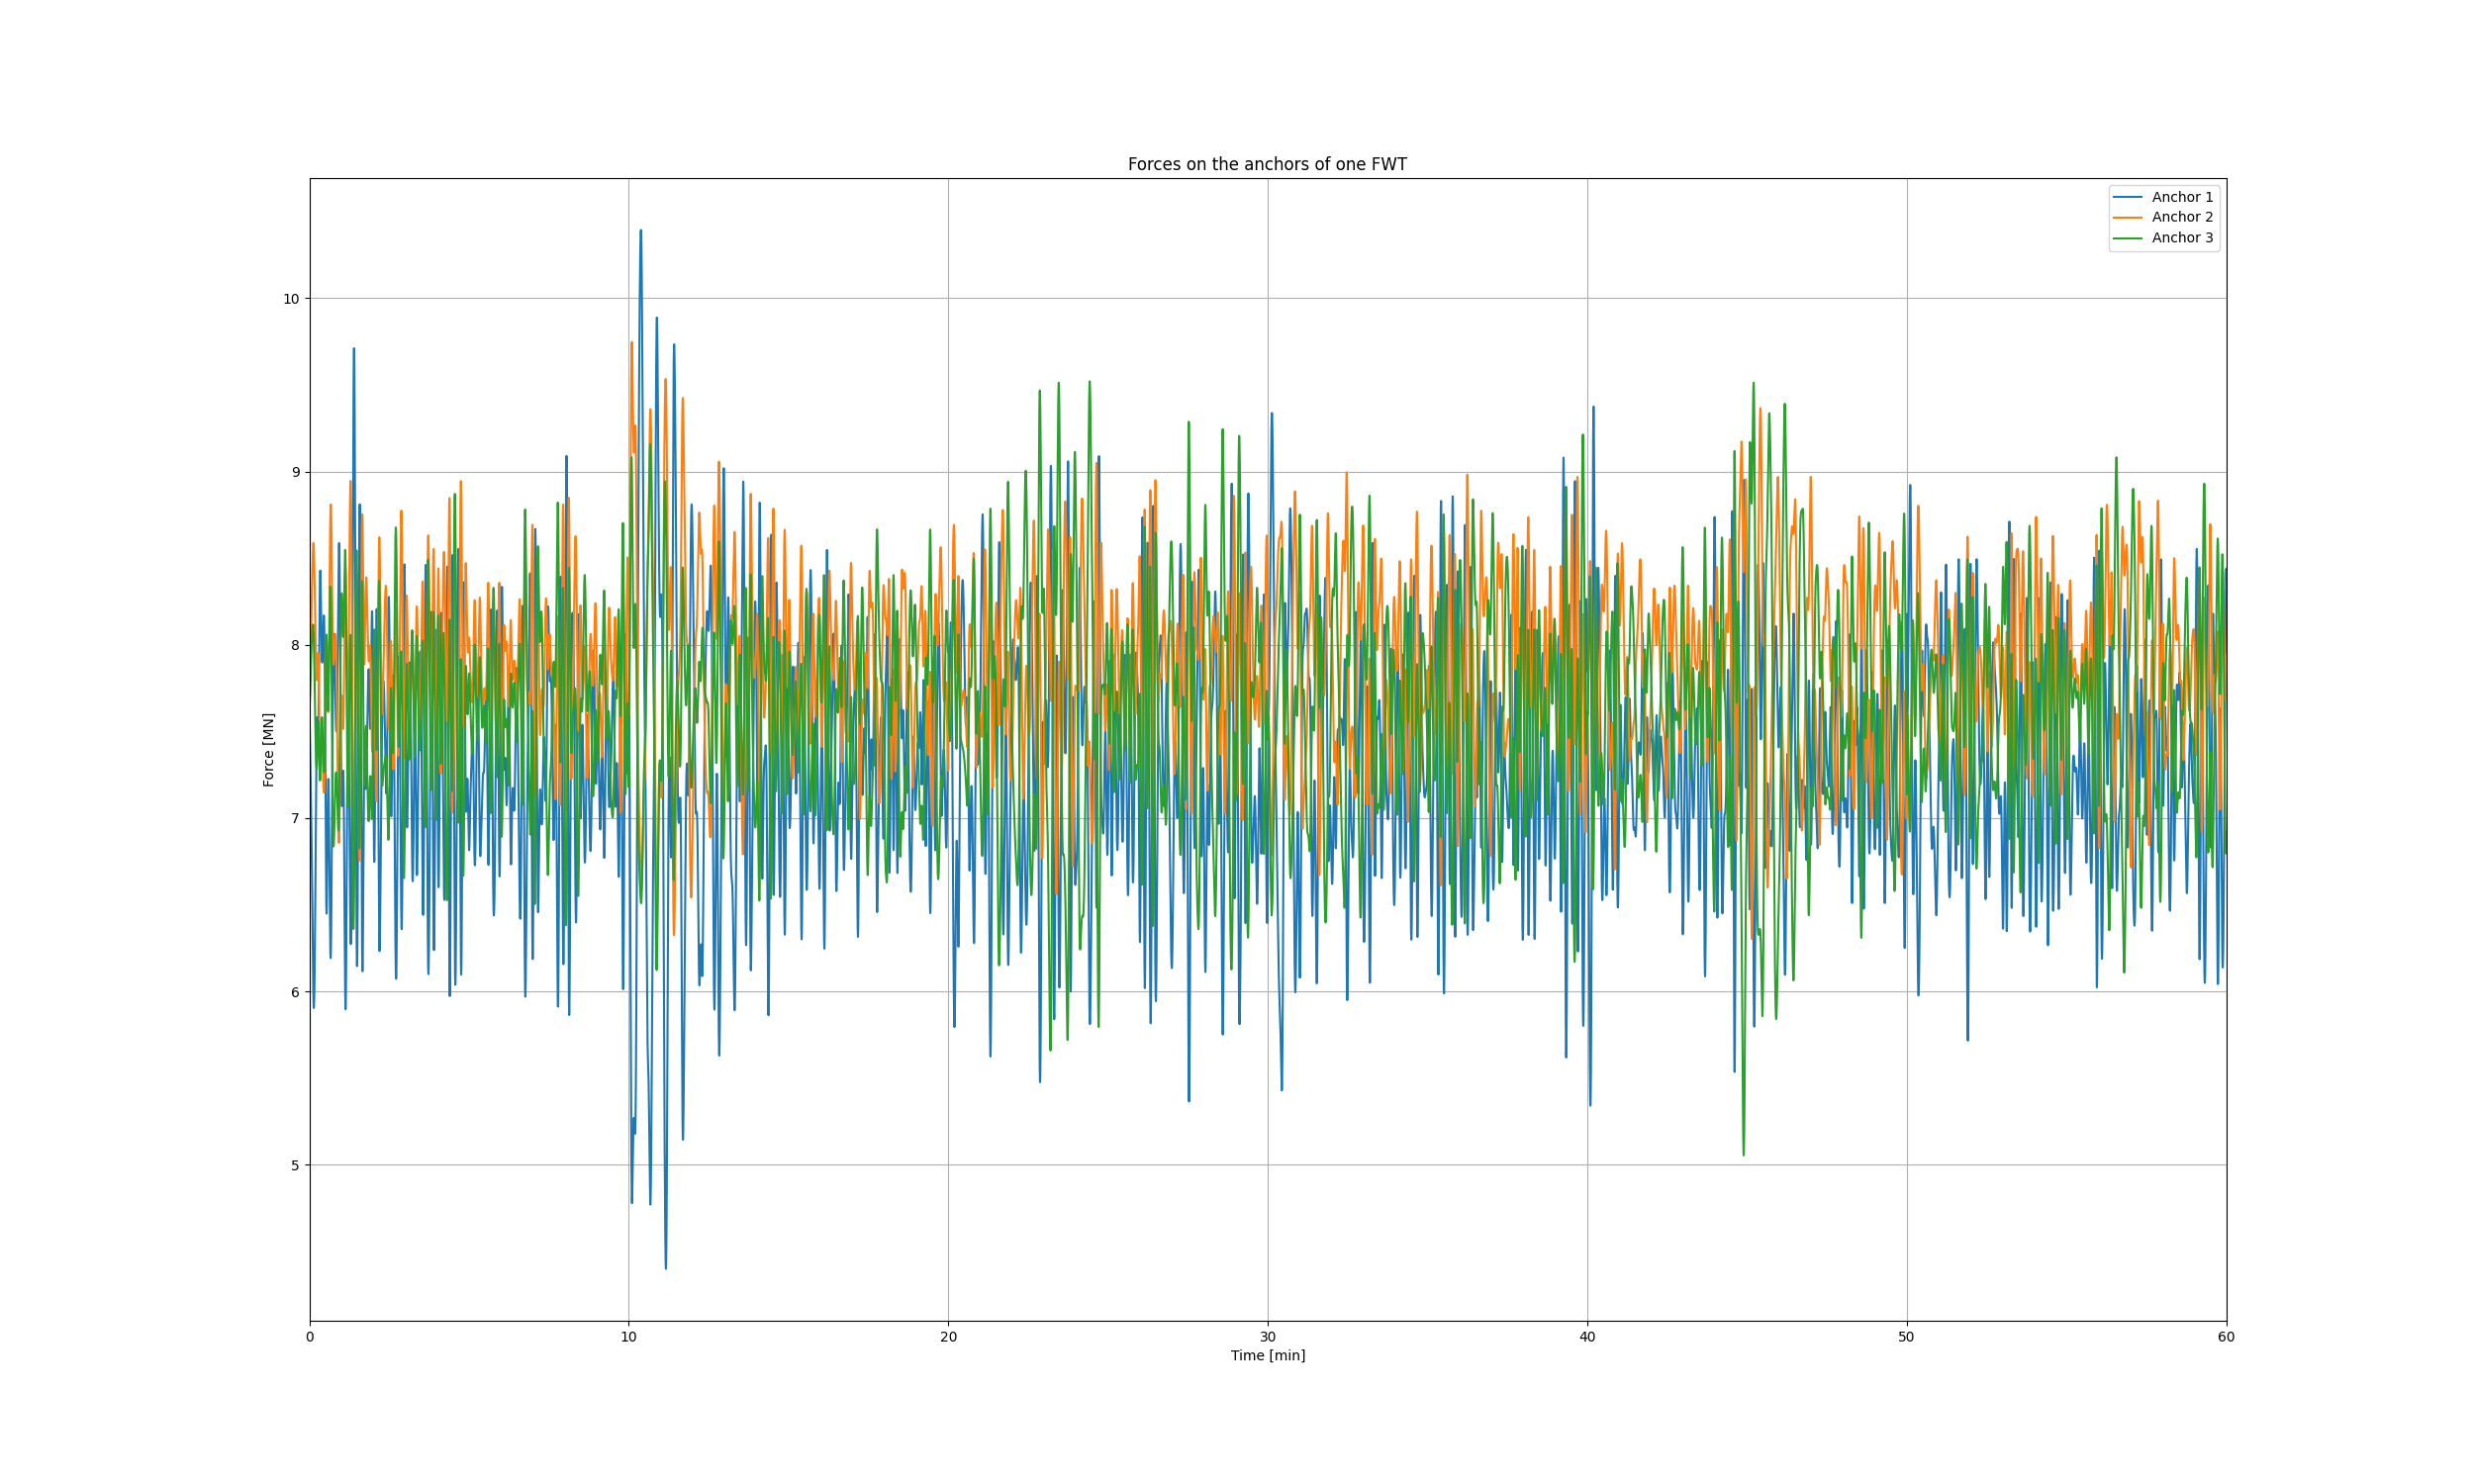 Forces on the anchors of one FWT
Anchor 1
Anchor 2
Anchor 3
Force [MN]
10
9
8
7
6
5
0 10 20 30 40 50 60
Time [min]